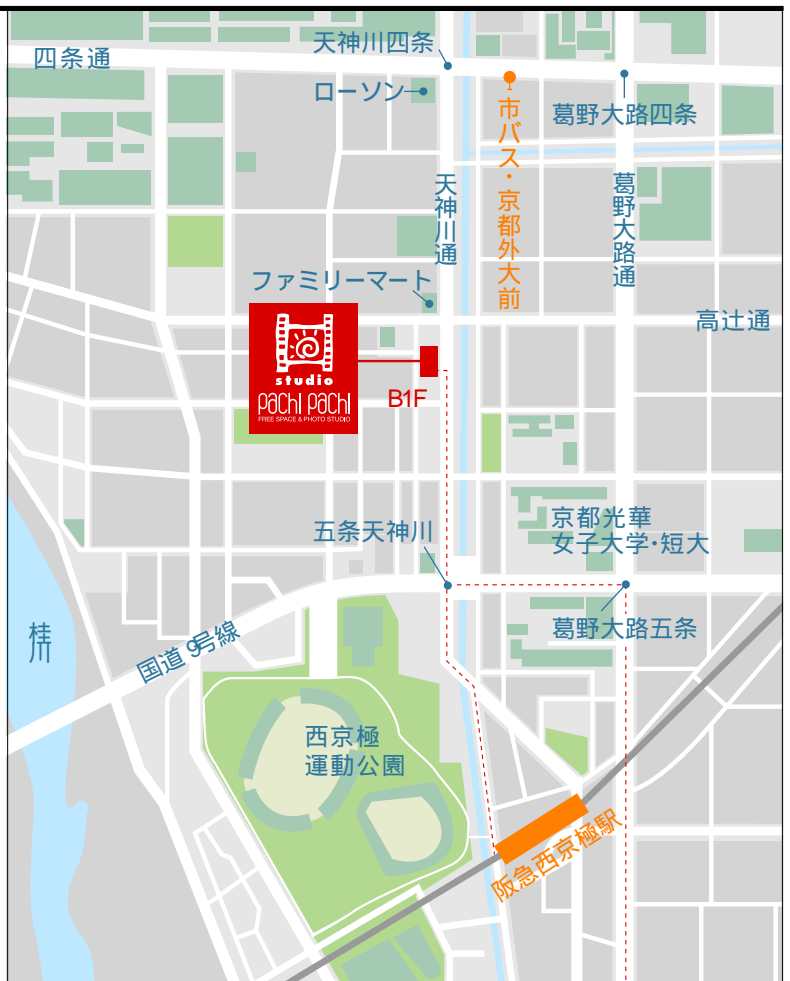 四条通
天神川四条
ローソン
市バス・京都外大前
葛野大路四条
天神川通
葛野大路通
ファミリーマート
高辻通
studio
PACHI PACHI
FREE SPACE & PHOTO STUDIO
B1F
五条天神川
京都光華
女子大学・短大
葛野大路五条
桂川
国道9号線
西京極
運動公園
阪急西京極駅